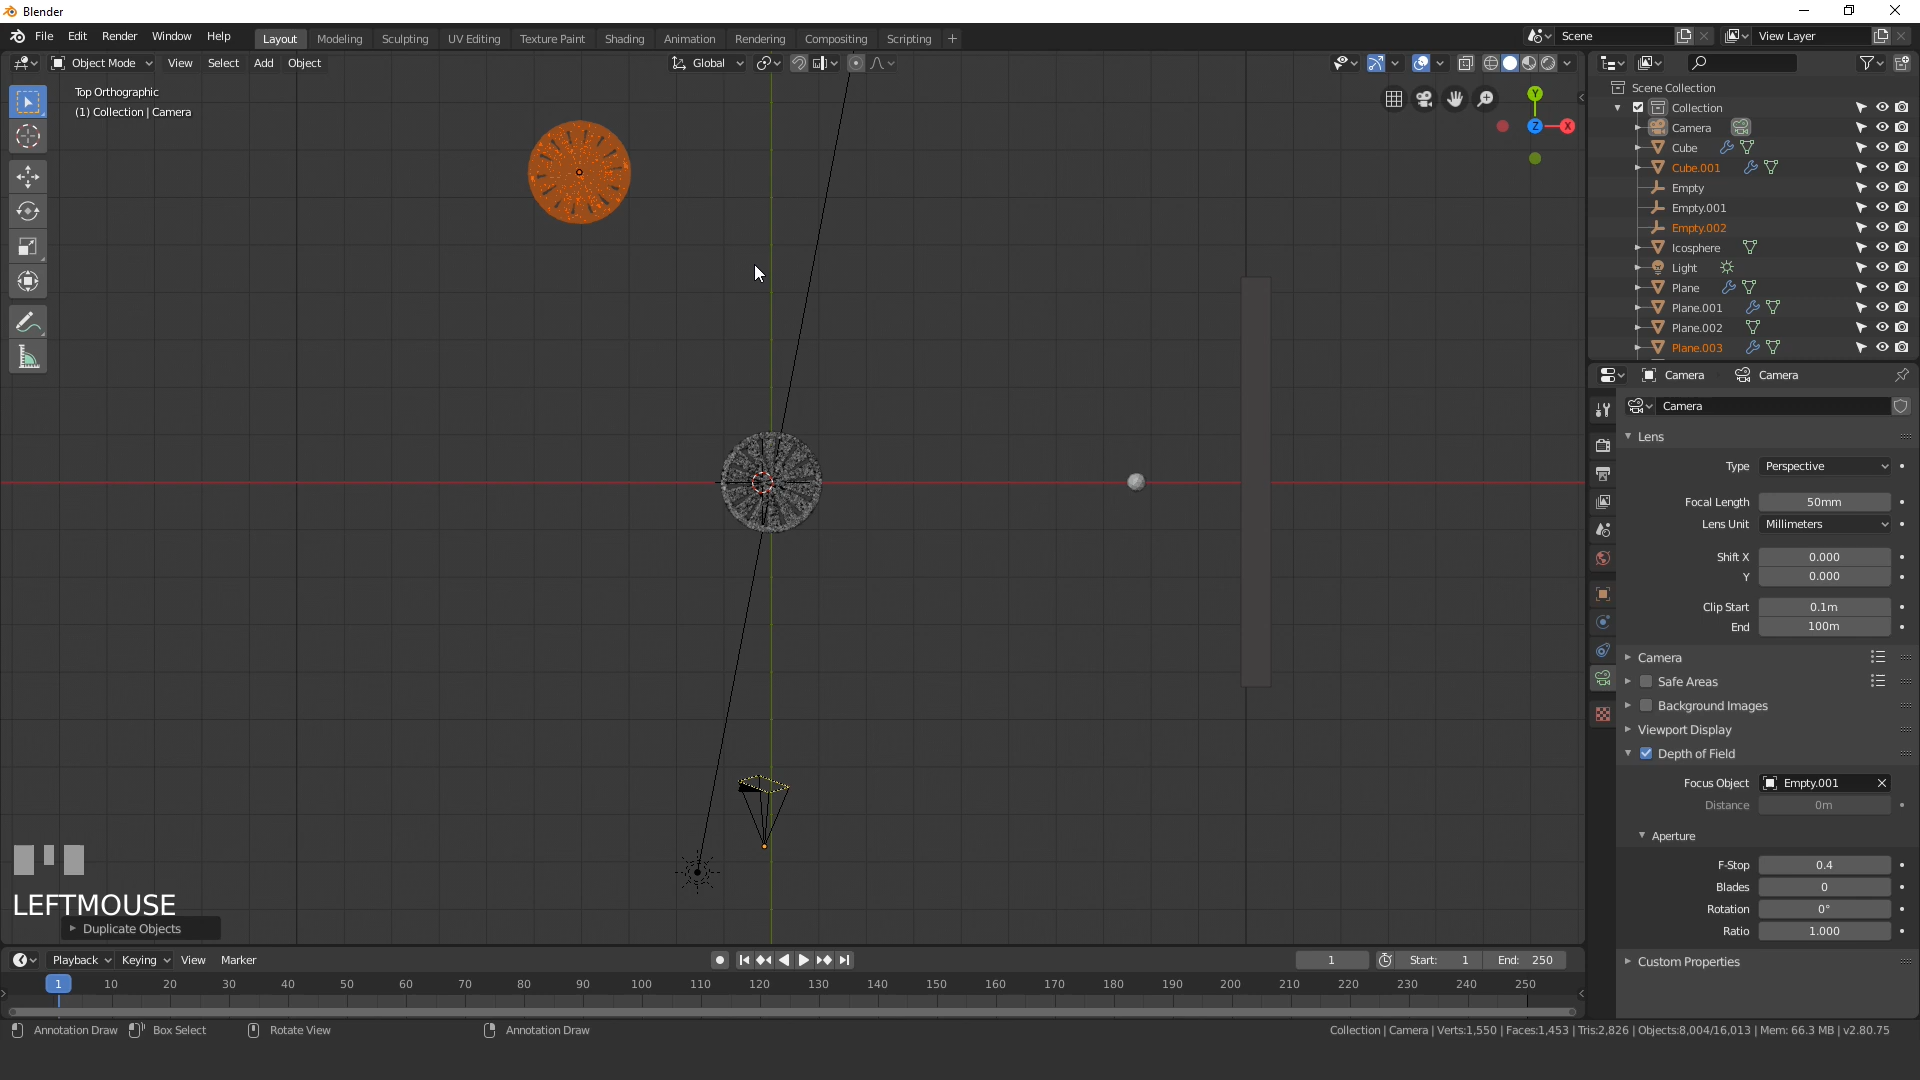 Blender
File Edit Render Window Help
Layout Modeling Sculpting UV Editing Texture Paint Shading Animation Rendering Compositing Scripting +
Scene
View Layer
Object Mode View Select Add Object
Global
Top Orthographic
(1) Collection | Camera
Y
Z
X
Scene Collection
Collection
Camera
Cube
Cube.001
Empty
Empty.001
Empty.002
Icosphere
Light
Plane
Plane.001
Plane.002
Plane.003
Camera Camera
Camera
Lens
Type Perspective
Focal Length 50mm
Lens Unit Millimeters
Shift X 0.000
Y 0.000
Clip Start 0.1m
End 100m
Camera
Safe Areas
Background Images
Viewport Display
Depth of Field
Focus Object Empty.001
Distance 0m
Aperture
F-Stop 0.4
Blades 0
Rotation 0°
Ratio 1.000
Custom Properties
LEFTMOUSE
Duplicate Objects
Playback Keying View Marker
1 Start: 1 End: 250
1 10 20 30 40 50 60 70 80 90 100 110 120 130 140 150 160 170 180 190 200 210 220 230 240 250
Annotation Draw Box Select Rotate View Annotation Draw
Collection | Camera | Verts:1,550 | Faces:1,453 | Tris:2,826 | Objects:8,004/16,013 | Mem: 66.3 MB | v2.80.75